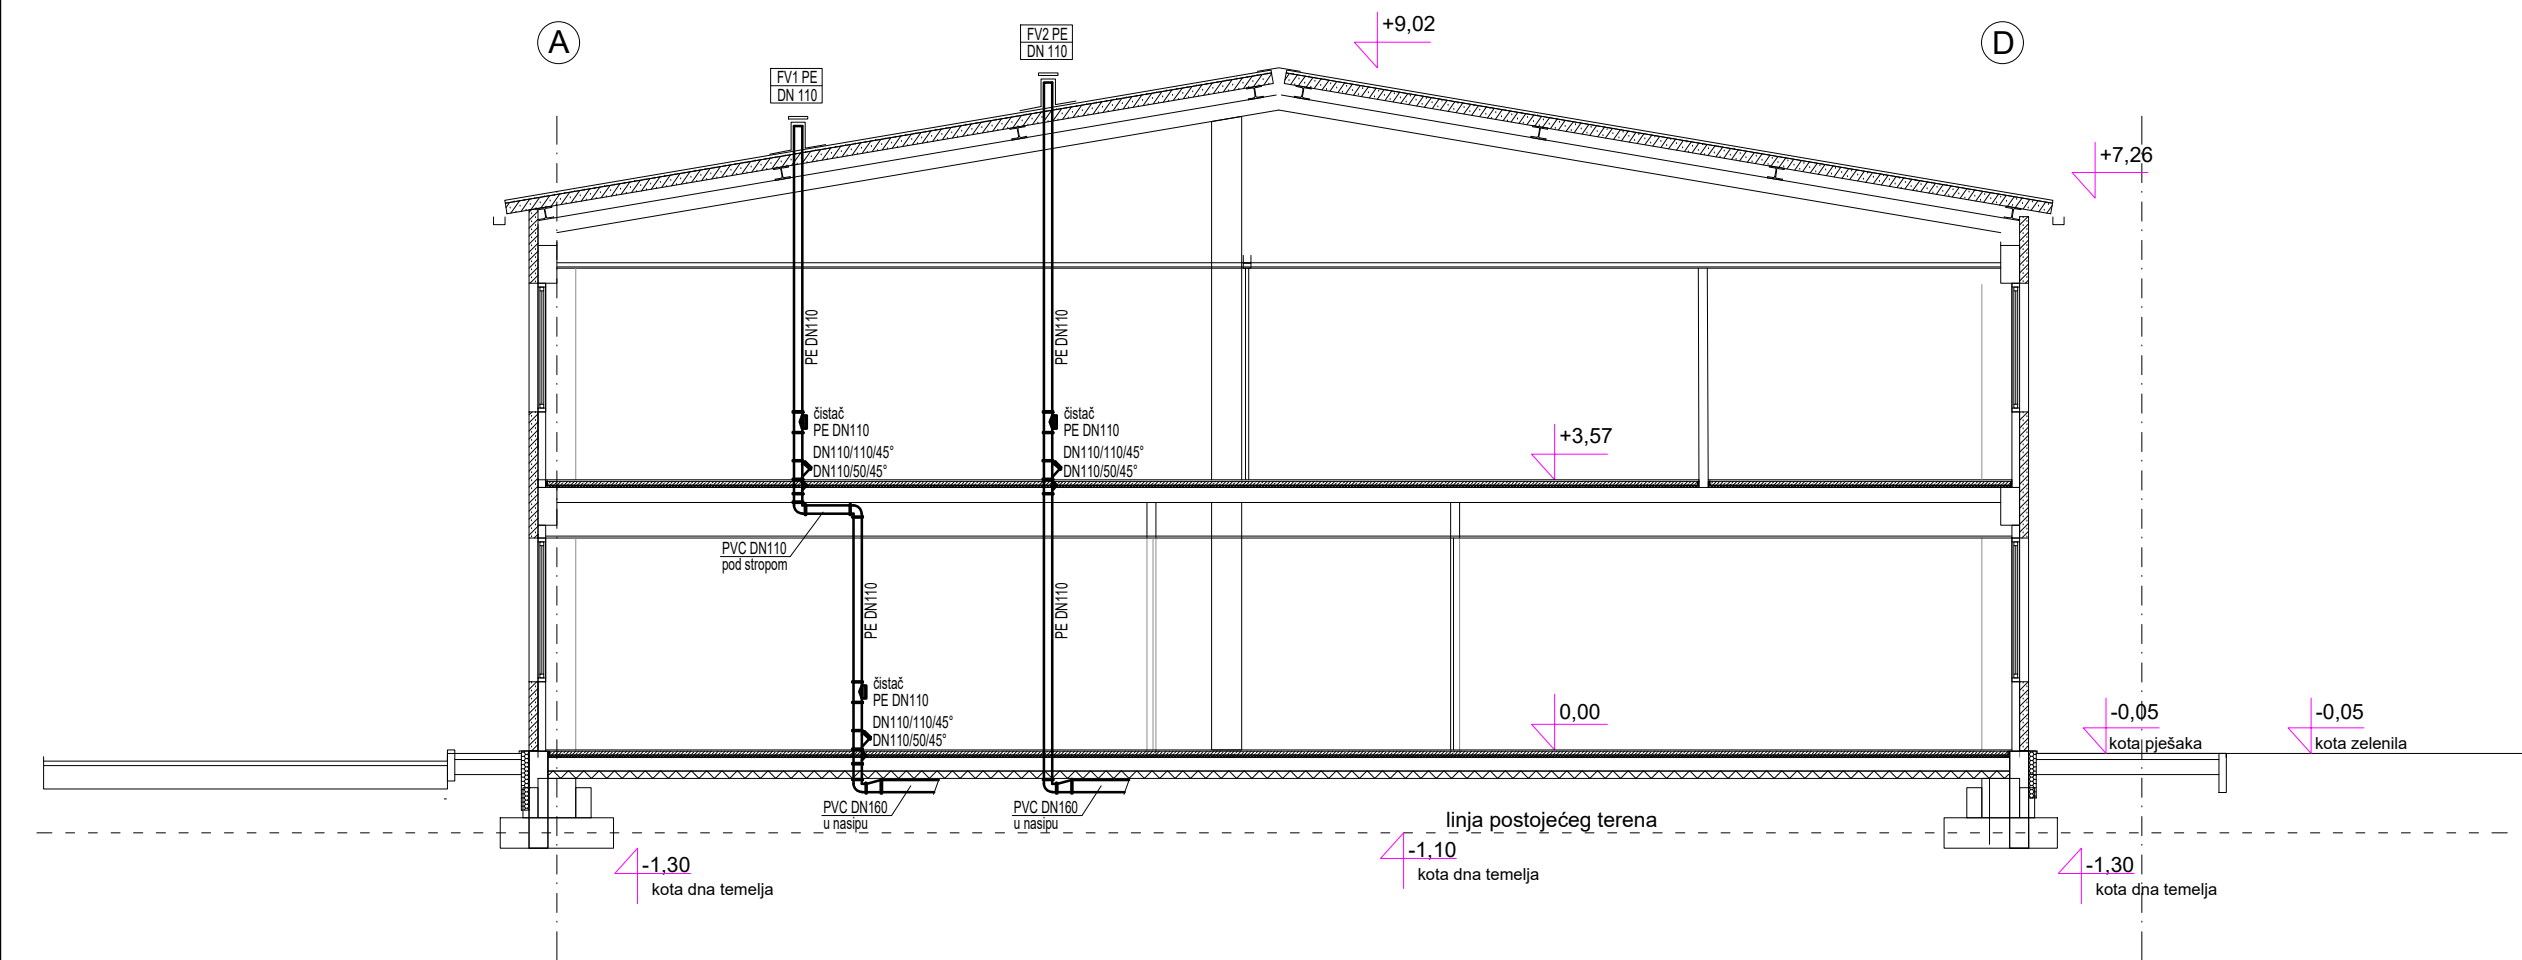 A
FV1 PE
DN 110
FV2 PE
DN 110
+9,02
D
+7,26
PE DN110
PE DN110
čistač
PE DN110
DN110/110/45°
DN110/50/45°
čistač
PE DN110
DN110/110/45°
DN110/50/45°
+3,57
PVC DN110
pod stropom
PE DN110
PE DN110
čistač
PE DN110
DN110/110/45°
DN110/50/45°
0,00
-0,05
kota pješaka
-0,05
kota zelenila
PVC DN160
u nasipu
PVC DN160
u nasipu
linja postojećeg terena
-1,30
kota dna temelja
-1,10
kota dna temelja
-1,30
kota dna temelja